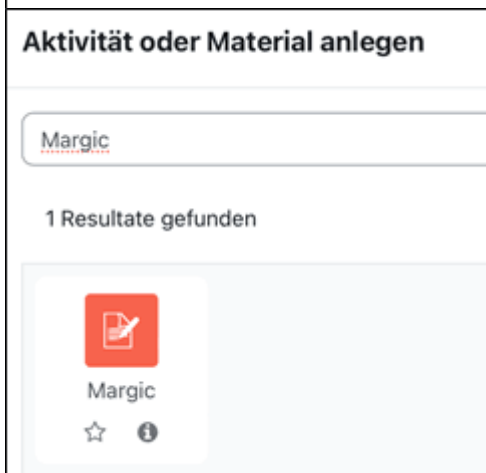 Aktivität oder Material anlegen
Margic
1 Resultate gefunden
Margic